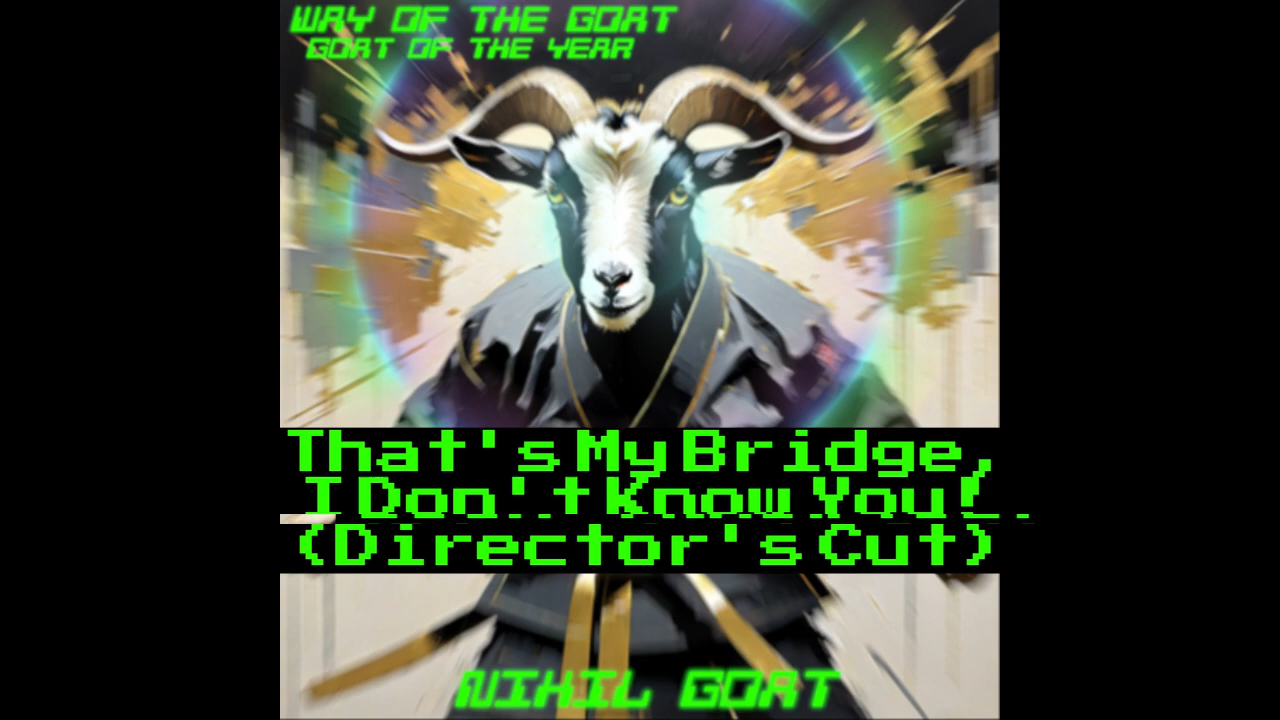 WAY OF THE GOAT
GOAT OF THE YEAR
That's My Bridge,
I Don't Know You!
(Director's Cut)
NIHIL GOAT